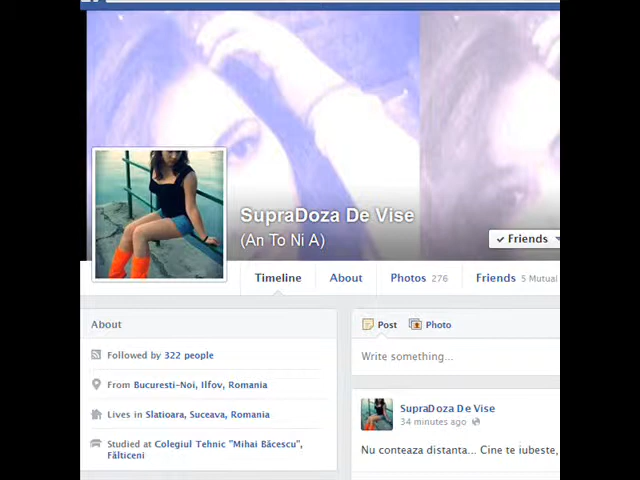 SupraDoza De Vise
(An To Ni A)
Friends
Timeline
About
Photos 276
Friends 5 Mutual
About
Followed by 322 people
From Bucuresti-Noi, Ilfov, Romania
Lives in Slatioara, Suceava, Romania
Studied at Colegiul Tehnic "Mihai Băcescu",
Fălticeni
Post
Photo
Write something...
SupraDoza De Vise
34 minutes ago
Nu conteaza distanta... Cine te iubeste,